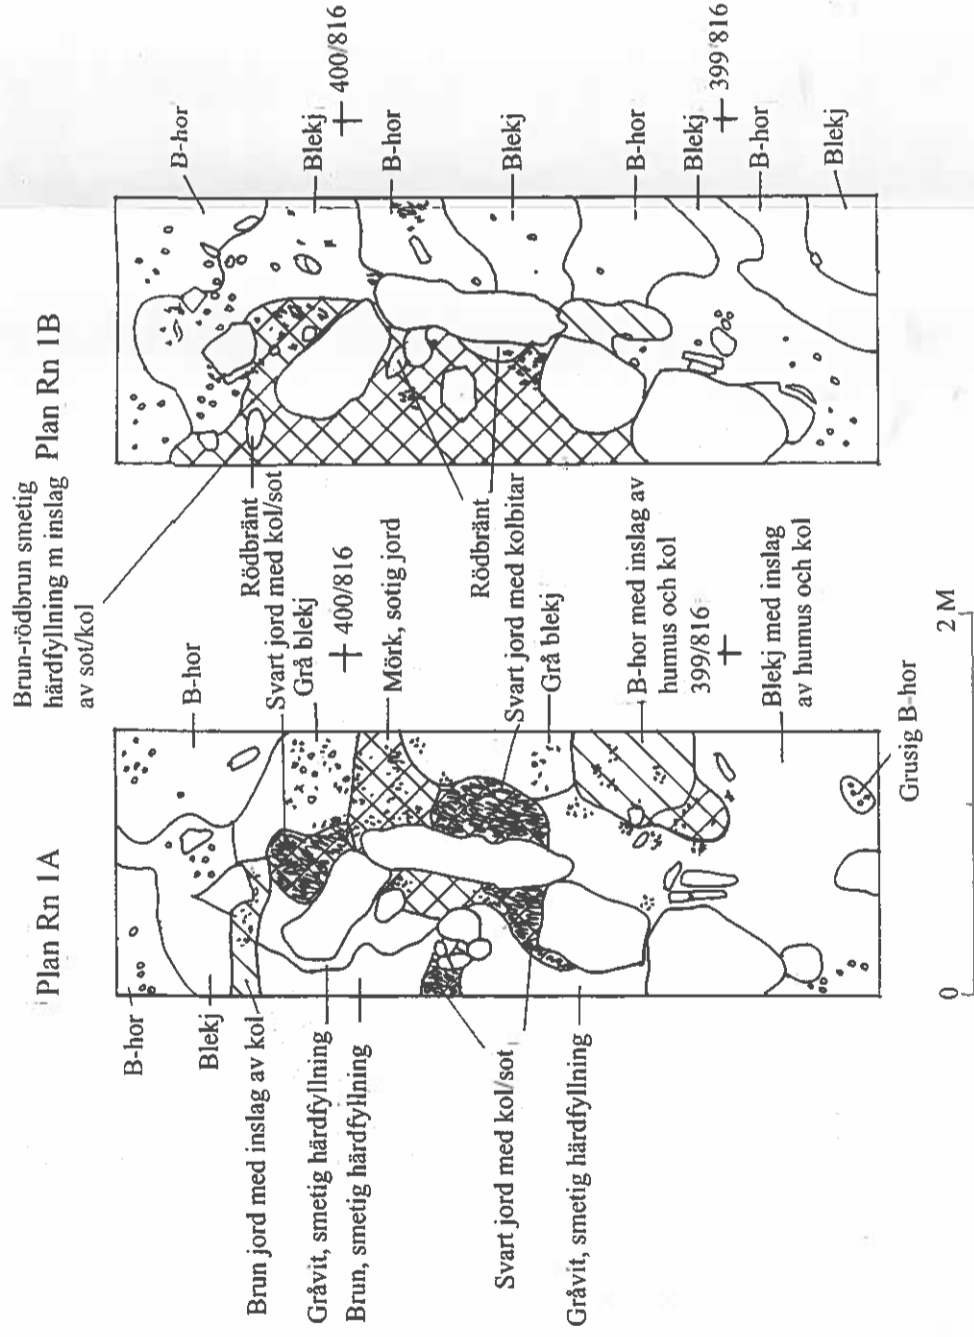 Plan Rn 1A
B-hor
Blekj
Brun jord med inslag av kol
Gråvit, smetig härdfyllning
Brun, smetig härdfyllning
Svart jord med kol/sot
Gråvit, smetig härdfyllning
B-hor
Svart jord med kol/sot
Grå blekj
400/816
Mörk, sotig jord
Svart jord med kolbitar
Grå blekj
B-hor med inslag av
humus och kol
399/816
Blekj med inslag
av humus och kol
Grusig B-hor
0
2 M
Plan Rn 1B
Brun-rödbrun smetig
härdfyllning m inslag
av sot/kol
Rödbränt
Rödbränt
B-hor
Blekj
400/816
B-hor
Blekj
B-hor
Blekj
399/816
B-hor
Blekj